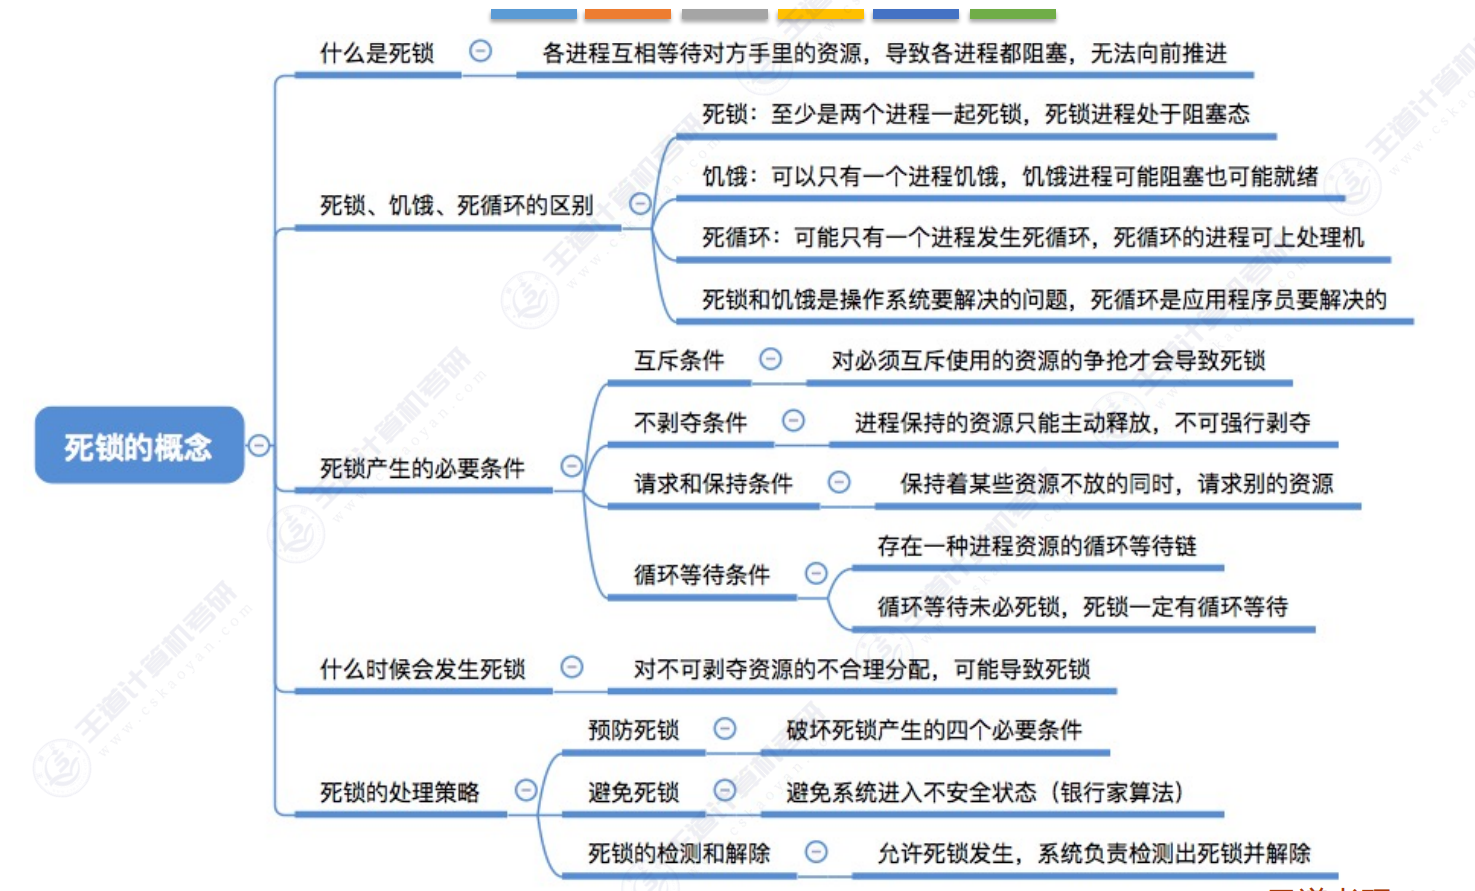 什么是死锁
各进程互相等待对方手里的资源，导致各进程都阻塞，无法向前推进
死锁：至少是两个进程一起死锁，死锁进程处于阻塞态
饥饿：可以只有一个进程饥饿，饥饿进程可能阻塞也可能就绪
死锁、饥饿、死循环的区别
死循环：可能只有一个进程发生死循环，死循环的进程可上处理机
死锁和饥饿是操作系统要解决的问题，死循环是应用程序员要解决的
互斥条件
对必须互斥使用的资源的争抢才会导致死锁
不剥夺条件
进程保持的资源只能主动释放，不可强行剥夺
死锁的概念
死锁产生的必要条件
请求和保持条件
保持着某些资源不放的同时，请求别的资源
循环等待条件
存在一种进程资源的循环等待链
循环等待未必死锁，死锁一定有循环等待
什么时候会发生死锁
对不可剥夺资源的不合理分配，可能导致死锁
预防死锁
破坏死锁产生的四个必要条件
死锁的处理策略
避免死锁
避免系统进入不安全状态（银行家算法）
死锁的检测和解除
允许死锁发生，系统负责检测出死锁并解除
王道计算机考研
www.cskaoyan.com